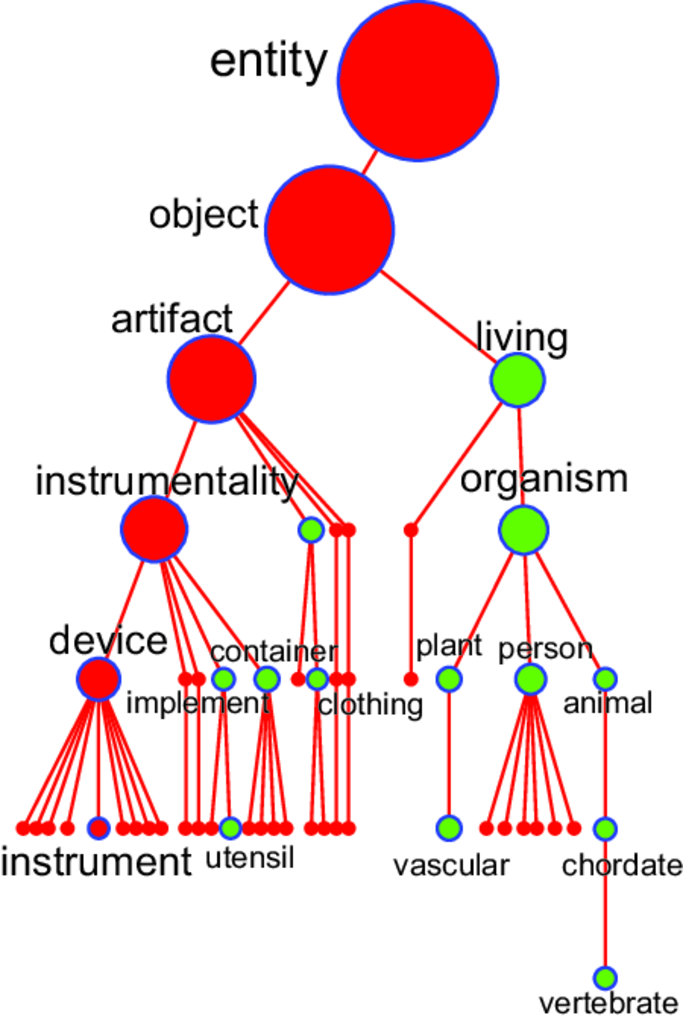 entity
object
artifact
living
instrumentality
organism
device
container
plant
person
implement
clothing
animal
instrument
utensil
vascular
chordate
vertebrate